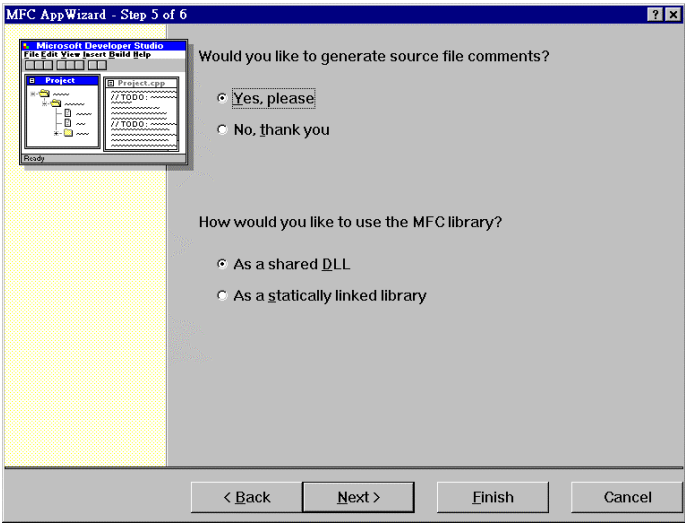 MFC AppWizard - Step 5 of 6
Microsoft Developer Studio
File Edit View Insert Build Help
Project
Project.cpp
//TODO:
//TODO:
Ready
Would you like to generate source file comments?
Yes, please
No, thank you
How would you like to use the MFC library?
As a shared DLL
As a statically linked library
< Back
Next >
Finish
Cancel